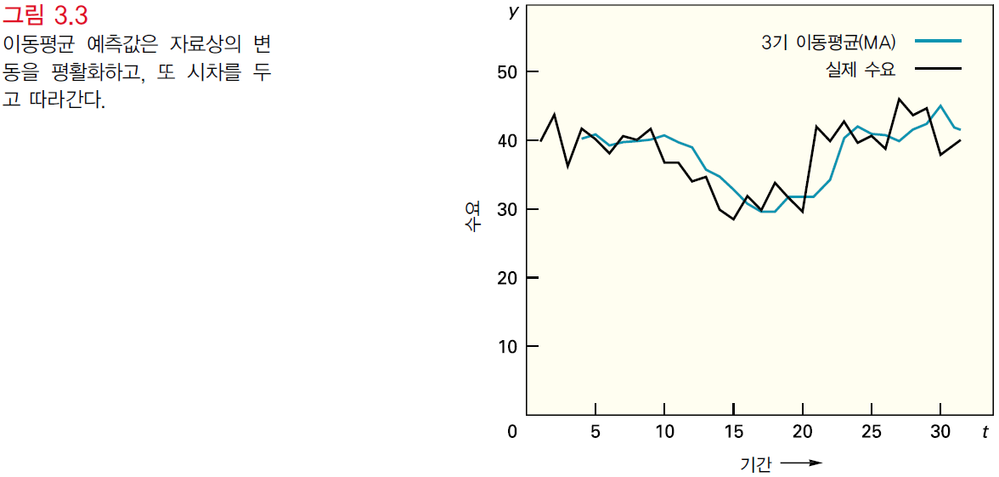 그림 3.3
이동평균 예측값은 자료상의 변
동을 평활화하고, 또 시차를 두
고 따라간다.
y
3기 이동평균(MA)
실제 수요
50
40
30
20
10
수요
0 5 10 15 20 25 30 t
기간